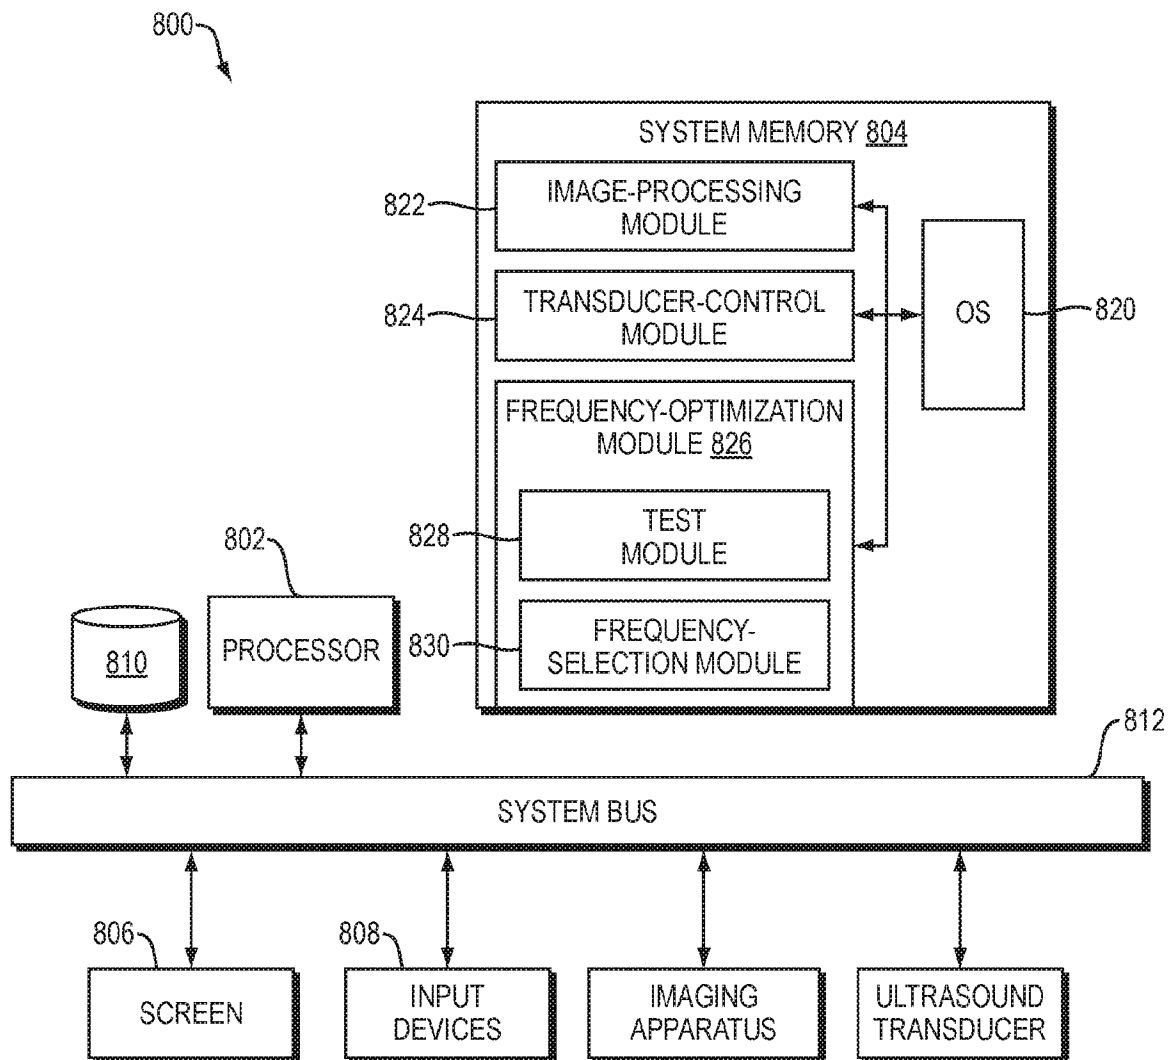 800
SYSTEM MEMORY 804
IMAGE-PROCESSING
MODULE
822
TRANSDUCER-CONTROL
MODULE
824
OS
820
FREQUENCY-OPTIMIZATION
MODULE 826
TEST
MODULE
828
FREQUENCY-
SELECTION MODULE
830
802
PROCESSOR
810
812
SYSTEM BUS
806
SCREEN
808
INPUT
DEVICES
IMAGING
APPARATUS
ULTRASOUND
TRANSDUCER